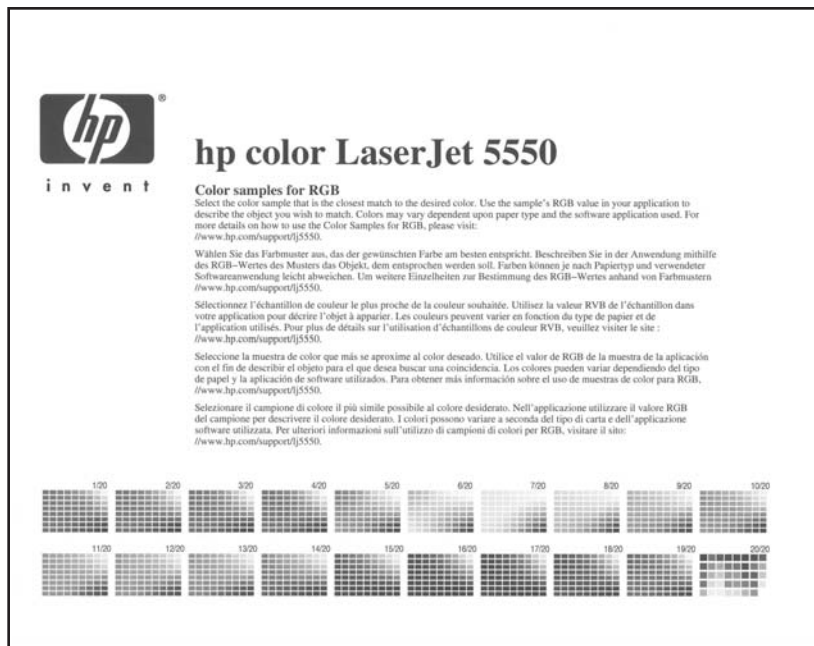 hp
®
invent
hp color LaserJet 5550
Color samples for RGB
Select the color sample that is the closest match to the desired color. Use the sample's RGB value in your application to
describe the object you wish to match. Colors may vary dependent upon paper type and the software application used. For
more details on how to use the Color Samples for RGB, please visit:
//www.hp.com/support/lj5550.
Wählen Sie das Farbmuster aus, das der gewünschten Farbe am besten entspricht. Beschreiben Sie in der Anwendung mithilfe
des RGB–Wertes des Musters das Objekt, dem entsprochen werden soll. Farben können je nach Papiertyp und verwendeter
Softwareanwendung leicht abweichen. Um weitere Einzelheiten zur Bestimmung des RGB–Wertes anhand von Farbmustern
//www.hp.com/support/lj5550.
Sélectionnez l'échantillon de couleur le plus proche de la couleur souhaitée. Utilisez la valeur RVB de l'échantillon dans
votre application pour décrire l'objet à apparier. Les couleurs peuvent varier en fonction du type de papier et de
l'application utilisés. Pour plus de détails sur l'utilisation d'échantillons de couleur RVB, veuillez visiter le site :
//www.hp.com/support/lj5550.
Seleccione la muestra de color que más se aproxime al color deseado. Utilice el valor de RGB de la muestra de la aplicación
con el fin de describir el objeto para el que desea buscar una coincidencia. Los colores pueden variar dependiendo del tipo
de papel y la aplicación de software utilizados. Para obtener más información sobre el uso de muestras de color para RGB,
//www.hp.com/support/lj5550.
Selezionare il campione di colore il più simile possibile al colore desiderato. Nell'applicazione utilizzare il valore RGB
del campione per descrivere il colore desiderato. I colori possono variare a seconda del tipo di carta e dell'applicazione
software utilizzata. Per ulteriori informazioni sull'utilizzo di campioni di colori per RGB, visitare il sito:
//www.hp.com/support/lj5550.
1/20 2/20 3/20 4/20 5/20 6/20 7/20 8/20 9/20 10/20
11/20 12/20 13/20 14/20 15/20 16/20 17/20 18/20 19/20 20/20